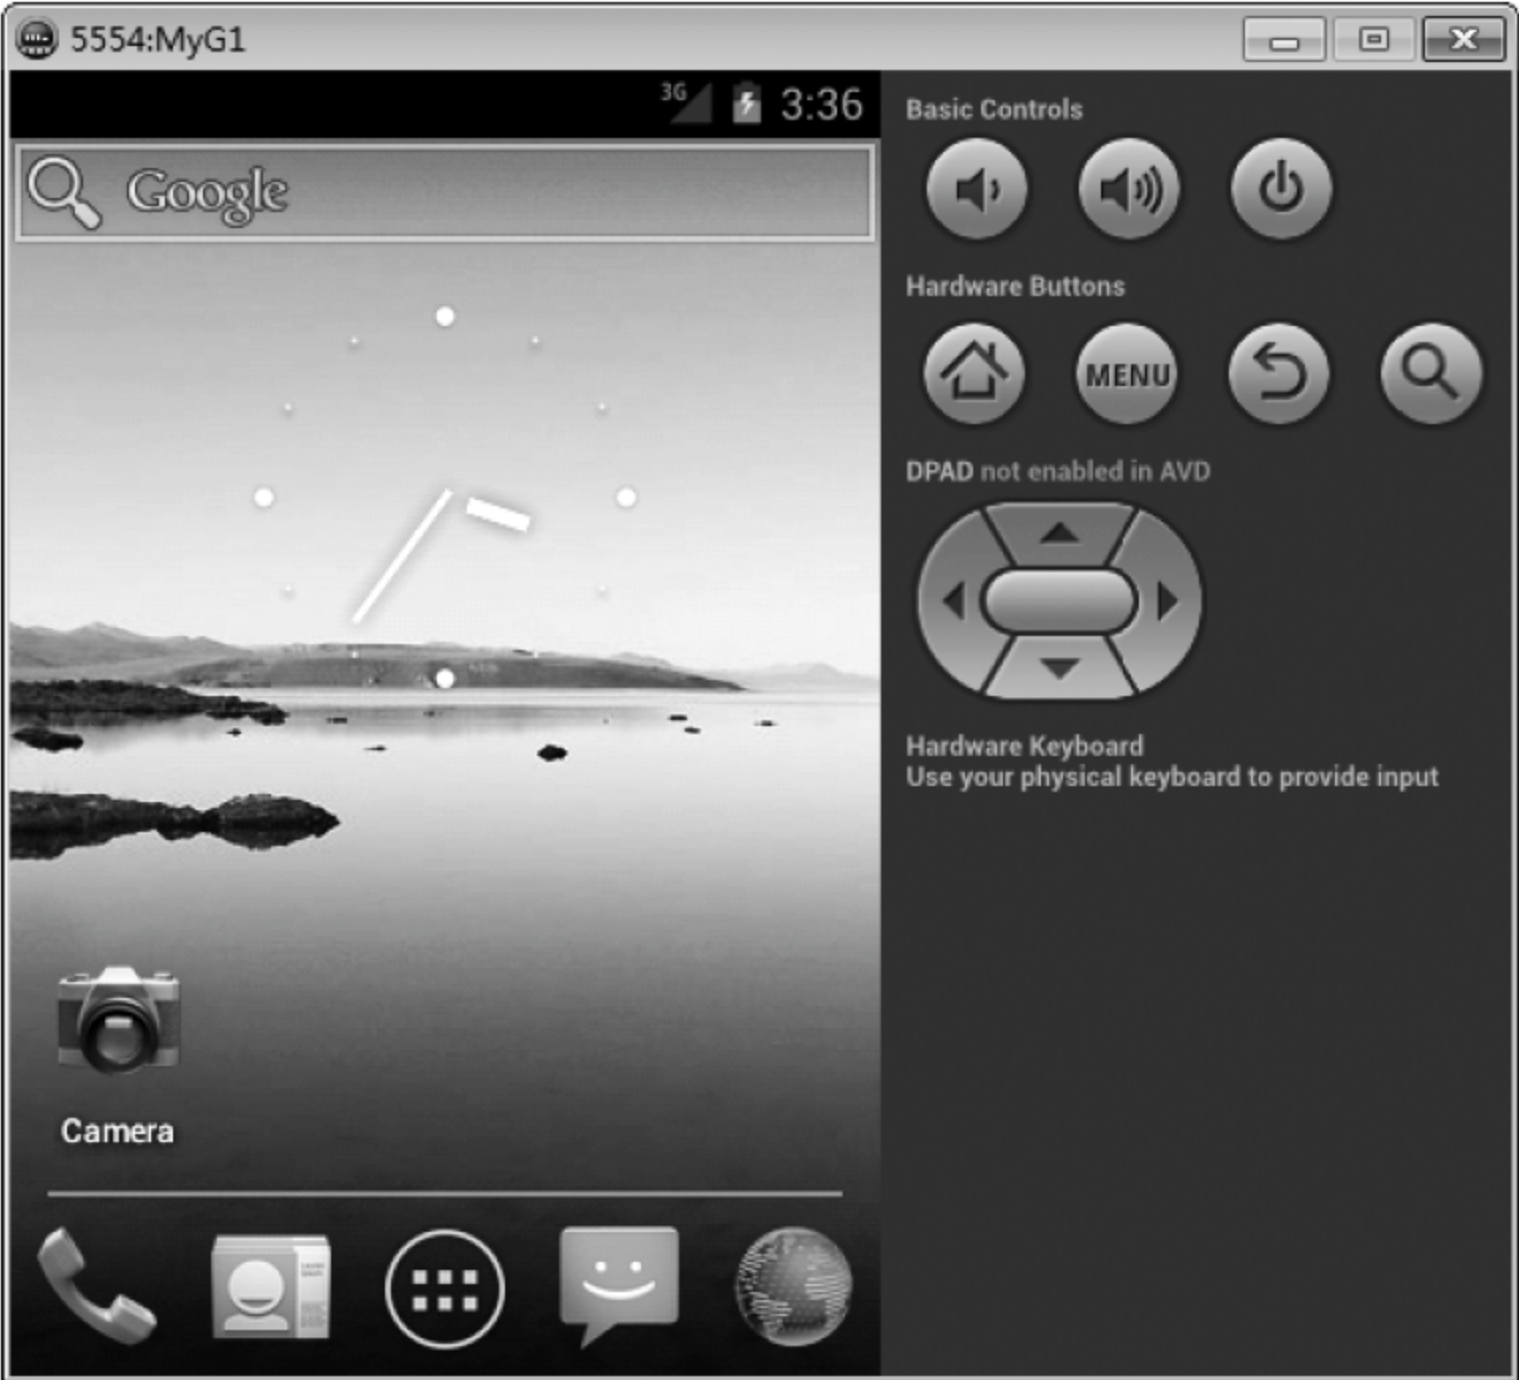 5554:MyG1
3G 3:36
Google
Camera
Basic Controls
Hardware Buttons
MENU
DPAD not enabled in AVD
Hardware Keyboard
Use your physical keyboard to provide input